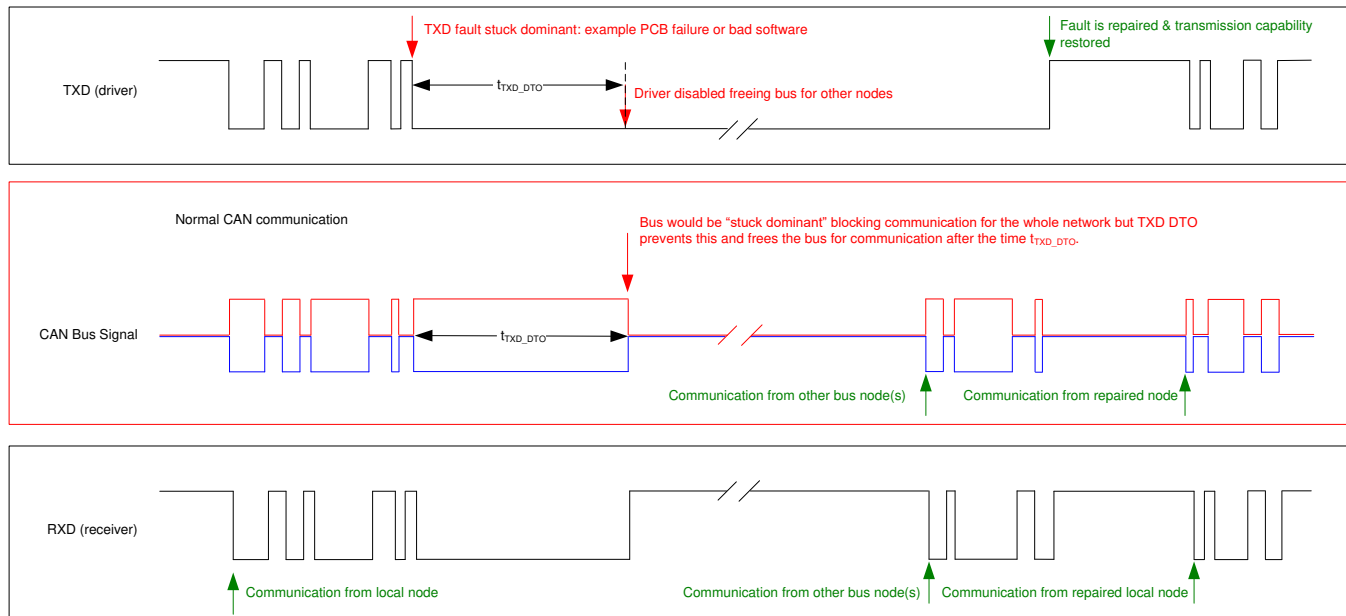 TXD fault stuck dominant: example PCB failure or bad software
Fault is repaired & transmission capability
restored
TXD (driver)
tTXD_DTO
Driver disabled freeing bus for other nodes
Normal CAN communication
Bus would be “stuck dominant” blocking communication for the whole network but TXD DTO
prevents this and frees the bus for communication after the time tTXD_DTO.
CAN Bus Signal
tTXD_DTO
Communication from other bus node(s)
Communication from repaired node
RXD (receiver)
Communication from local node
Communication from other bus node(s)
Communication from repaired local node